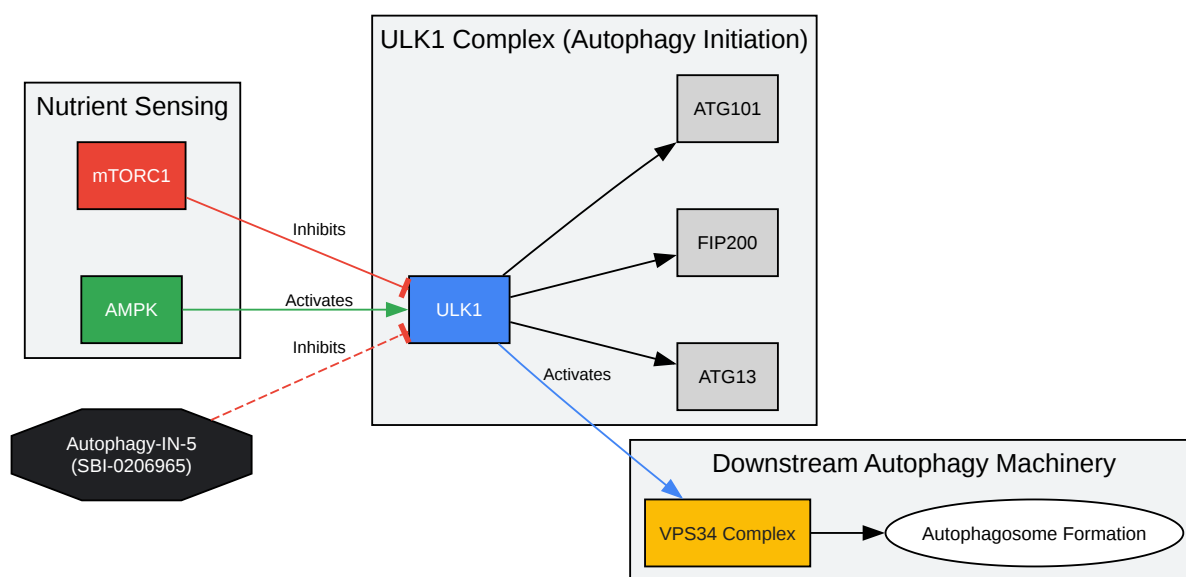 ULK1 Complex (Autophagy Initiation)
Nutrient Sensing
ATG101
mTORC1
Inhibits
FIP200
AMPK
Activates
ULK1
Inhibits
ATG13
Activates
Autophagy-IN-5
(SBI-0206965)
Downstream Autophagy Machinery
VPS34 Complex
Autophagosome Formation